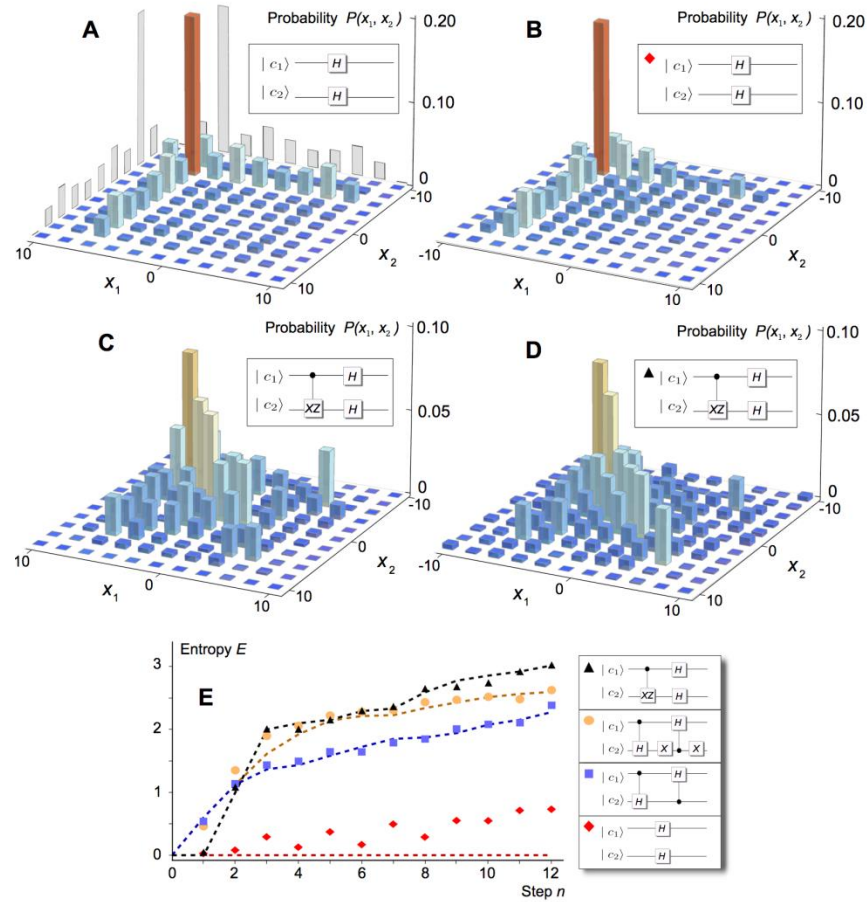 A
Probability P(x₁, x₂)
0.20
0.10
0
| c₁⟩ H
| c₂⟩ H
10
0
10
-10
0
10
x₁
x₂
B
Probability P(x₁, x₂)
0.20
0.10
0
| c₁⟩ H
| c₂⟩ H
-10
0
10
-10
0
10
x₁
x₂
C
Probability P(x₁, x₂)
0.10
0.05
0
| c₁⟩ H
| c₂⟩ XZ H
10
0
10
-10
0
10
x₁
x₂
D
Probability P(x₁, x₂)
0.10
0.05
0
| c₁⟩ H
| c₂⟩ XZ H
-10
0
10
-10
0
10
x₁
x₂
Entropy E
E
3
2
1
0
0 2 4 6 8 10 12
Step n
| c₁⟩ H
| c₂⟩ XZ H
| c₁⟩ H
| c₂⟩ H X X
| c₁⟩ H
| c₂⟩ H
| c₁⟩ H
| c₂⟩ H